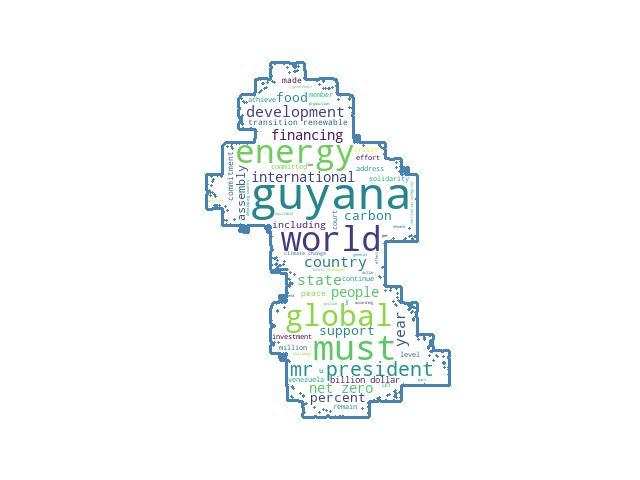 made
food member
achieve
development
transition renewable
financing
energy crisis
effort
committed address
international solidarity
commitment
assembly
guyana
carbon
court
including
world
climate change
country
state continue
peace people
global
year
support
investment
must
million level
mr president
venezuela u billion dollar
net zero un
percent
remain